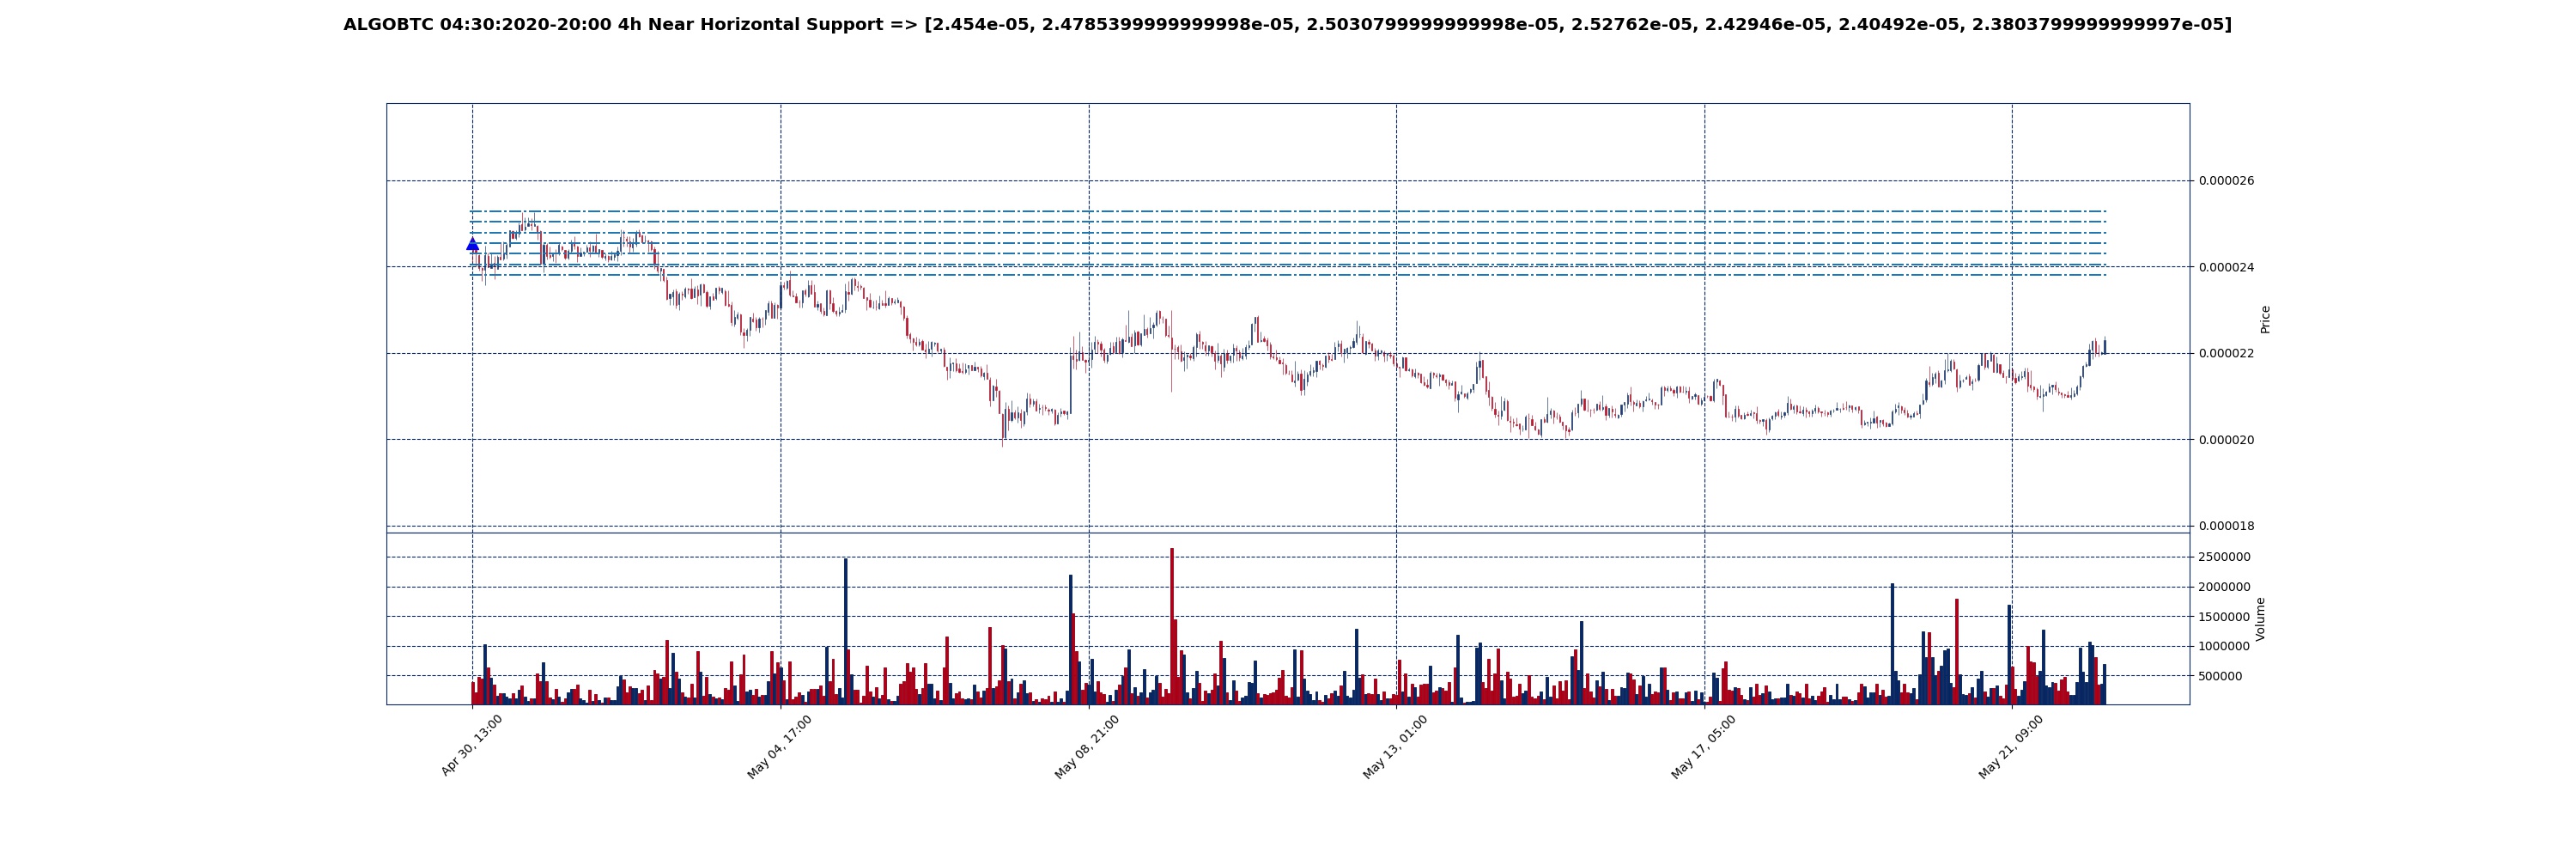 ALGOBTC 04:30:2020-20:00 4h Near Horizontal Support => [2.454e-05, 2.4785399999999998e-05, 2.5030799999999998e-05, 2.52762e-05, 2.42946e-05, 2.40492e-05, 2.3803799999999997e-05]
0.000026
0.000024
Price
0.000022
0.000020
0.000018
2500000
2000000
1500000
Volume
1000000
500000
Apr 30, 13:00
May 04, 17:00
May 08, 21:00
May 13, 01:00
May 17, 05:00
May 21, 09:00